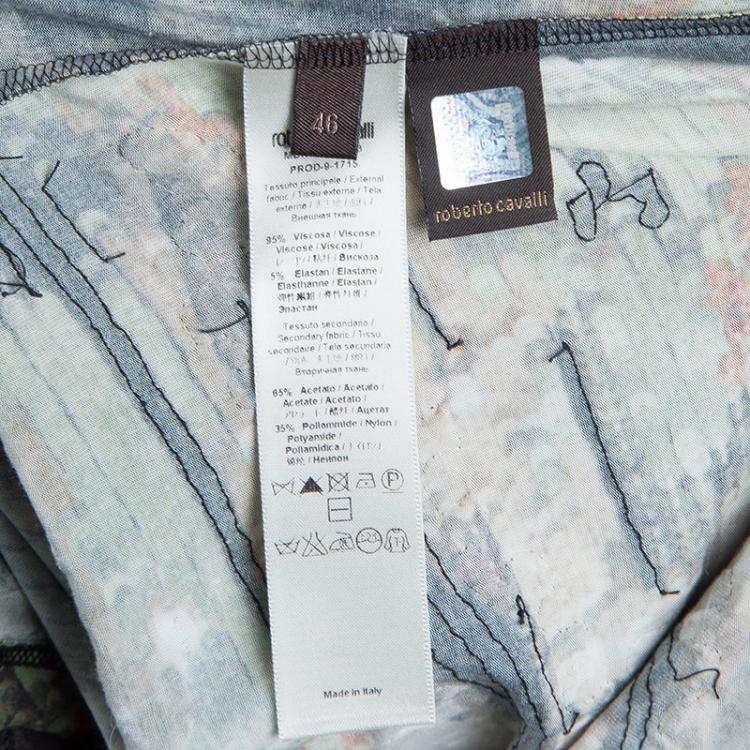 46
roberto cavalli
roberto cavalli
PROD-9-1715
Tessuto principale / External
fabric / Tissu externe / Tela
externe /
Внешная ткань
95% Viscosa / Viscose /
Viscose / Viscosa /
/ Вискоза
5% Elastan / Elastane /
Elasthanne / Elastan /
Эластан
Tessuto secondario /
Secondary fabric / Tissu
secondaire / Tela secundaria
Вторичная ткань
65% Acetato / Acetato /
Acetate / Acetato /
/ Ацетат
35% Poliammide / Nylon /
Polyamide /
Poliamidica /
/ Нейлон
P
Made in Italy